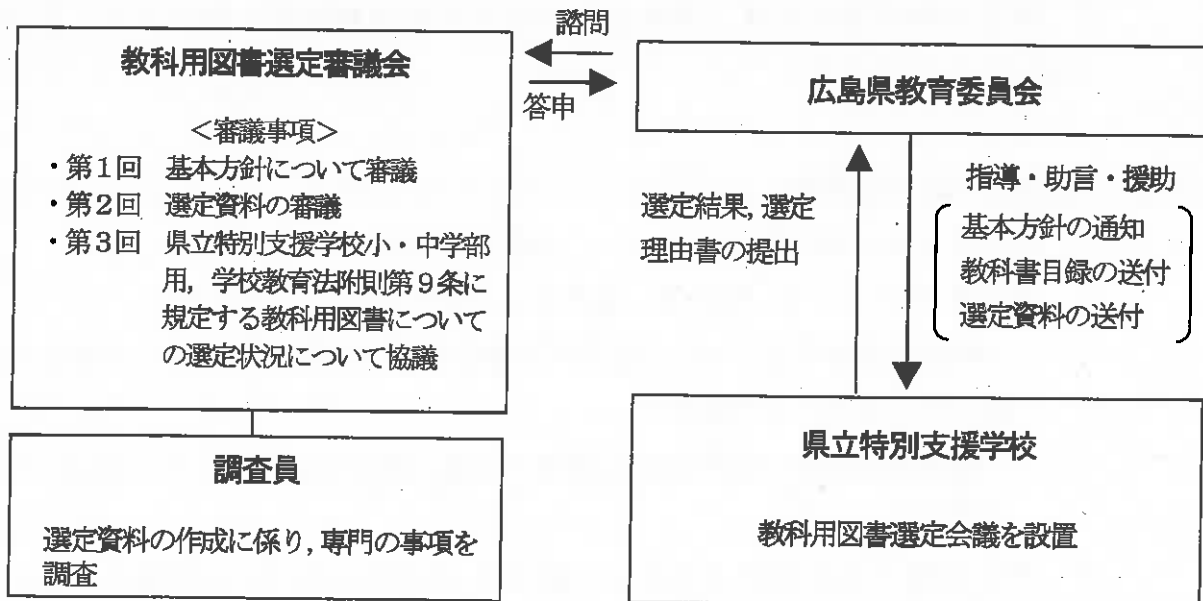 諮問
答申
教科用図書選定審議会
<審議事項>
・第1回 基本方針について審議
・第2回 選定資料の審議
・第3回 県立特別支援学校小・中学部
用，学校教育法附則第９条に
規定する教科用図書について
の選定状況について協議
調査員
選定資料の作成に係り，専門の事項を
調査
広島県教育委員会
選定結果，選定
理由書の提出
指導・助言・援助
基本方針の通知
教科書目録の送付
選定資料の送付
県立特別支援学校
教科用図書選定会議を設置